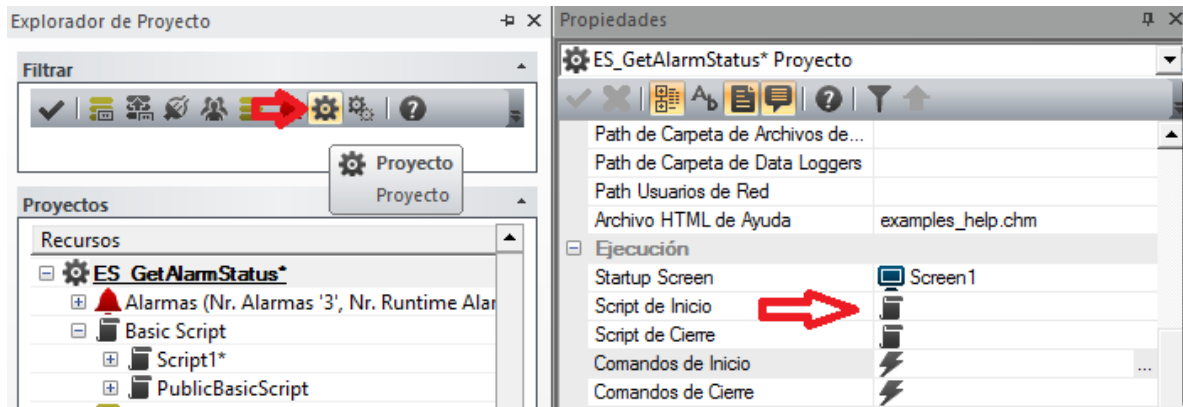 Explorador de Proyecto
Filtrar
Proyecto
Proyecto
Proyectos
Recursos
ES_GetAlarmStatus*
Alarmas (Nr. Alarmas '3', Nr. Runtime Alar
Basic Script
Script1*
PublicBasicScript
Propiedades
ES_GetAlarmStatus* Proyecto
Path de Carpeta de Archivos de...
Path de Carpeta de Data Loggers
Path Usuarios de Red
Archivo HTML de Ayuda examples_help.chm
Ejecución
Startup Screen Screen1
Script de Inicio
Script de Cierre
Comandos de Inicio ...
Comandos de Cierre